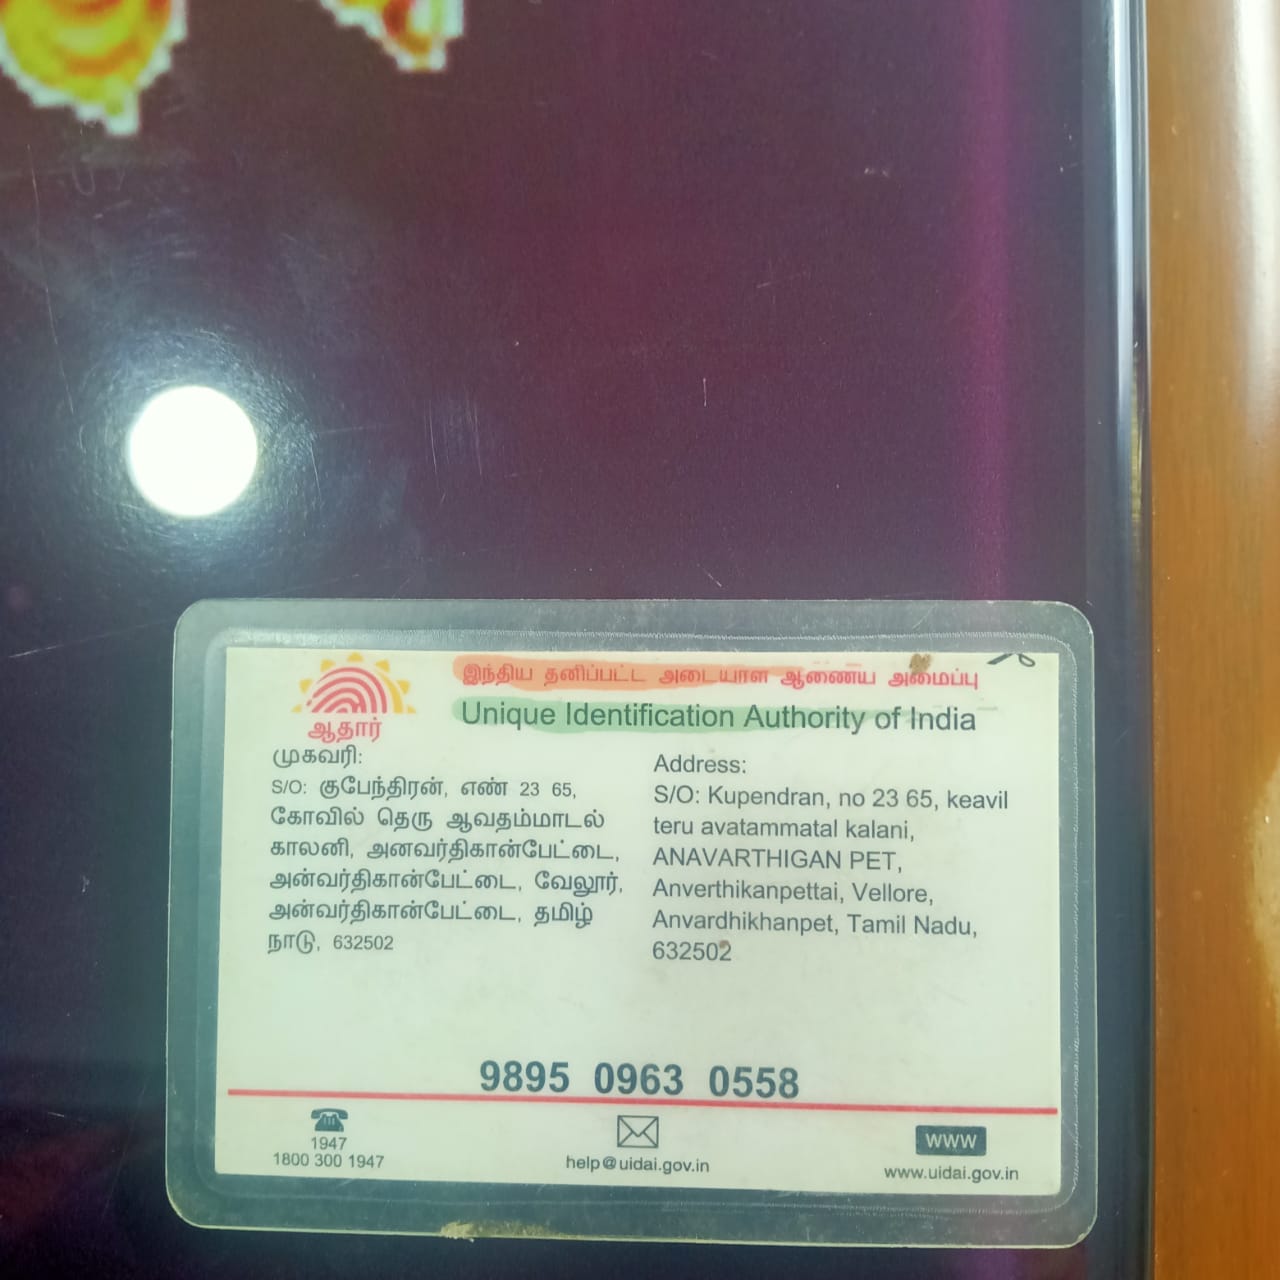 ஆதார்
இந்திய தனிப்பட்ட அடையாள ஆணைய அமைப்பு
Unique Identification Authority of India
முகவரி:
S/O: குபேந்திரன், எண் 23 65,
கோவில் தெரு ஆவதம்மாடல்
காலனி, அனவர்திகான்பேட்டை,
அன்வர்திகான்பேட்டை, வேலூர்,
அன்வர்திகான்பேட்டை, தமிழ்
நாடு, 632502
Address:
S/O: Kupendran, no 23 65, keavil
teru avatammatal kalani,
ANAVARTHIGAN PET,
Anverthikanpettai, Vellore,
Anvardhikhanpet, Tamil Nadu,
632502
9895 0963 0558
1947
1800 300 1947
help@uidai.gov.in
www
www.uidai.gov.in